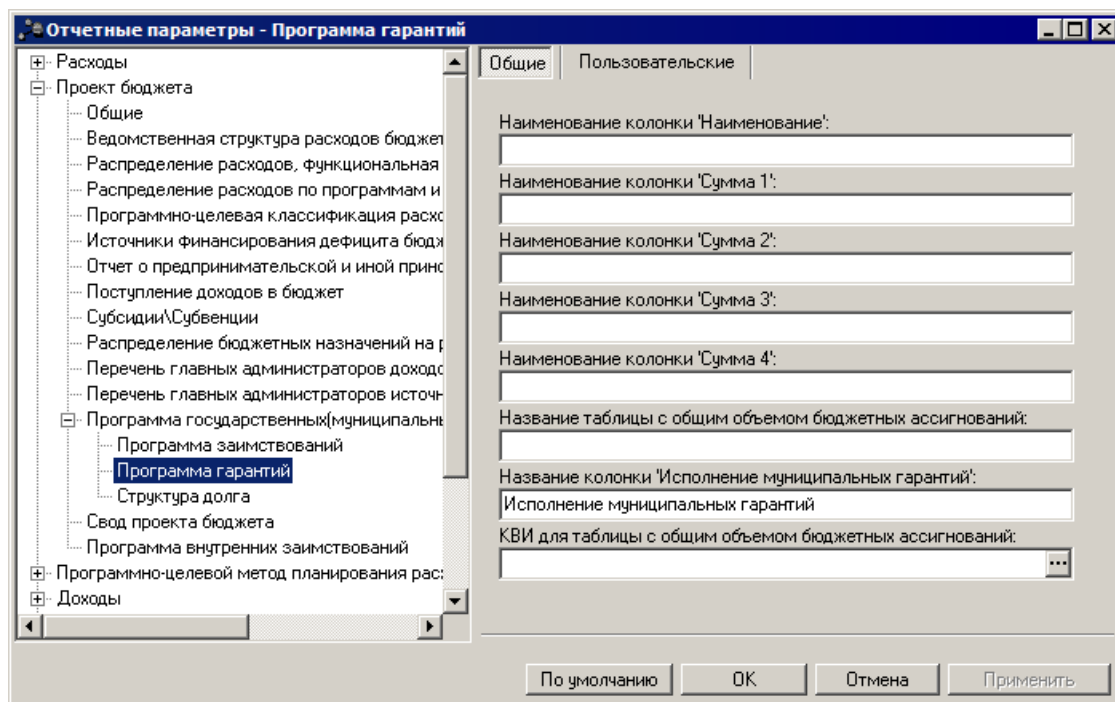 Отчетные параметры - Программа гарантий
Расходы
Проект бюджета
Общие
Ведомственная структура расходов бюджет
Распределение расходов, функциональная
Распределение расходов по программам и
Программно-целевая классификация расхо
Источники финансирования дефицита бюдж
Отчет о предпринимательской и иной прино
Поступление доходов в бюджет
Субсидии\Субвенции
Распределение бюджетных назначений на р
Перечень главных администраторов доходо
Перечень главных администраторов источн
Программа государственных(муниципальнь
Программа заимствований
Программа гарантий
Структура долга
Свод проекта бюджета
Программа внутренних заимствований
Программно-целевой метод планирования рас
Доходы
Общие
Пользовательские
Наименование колонки 'Наименование':
Наименование колонки 'Сумма 1':
Наименование колонки 'Сумма 2':
Наименование колонки 'Сумма 3':
Наименование колонки 'Сумма 4':
Название таблицы с общим объемом бюджетных ассигнований:
Название колонки 'Исполнение муниципальных гарантий':
Исполнение муниципальных гарантий
КВИ для таблицы с общим объемом бюджетных ассигнований:
...
По умолчанию
OK
Отмена
Применить